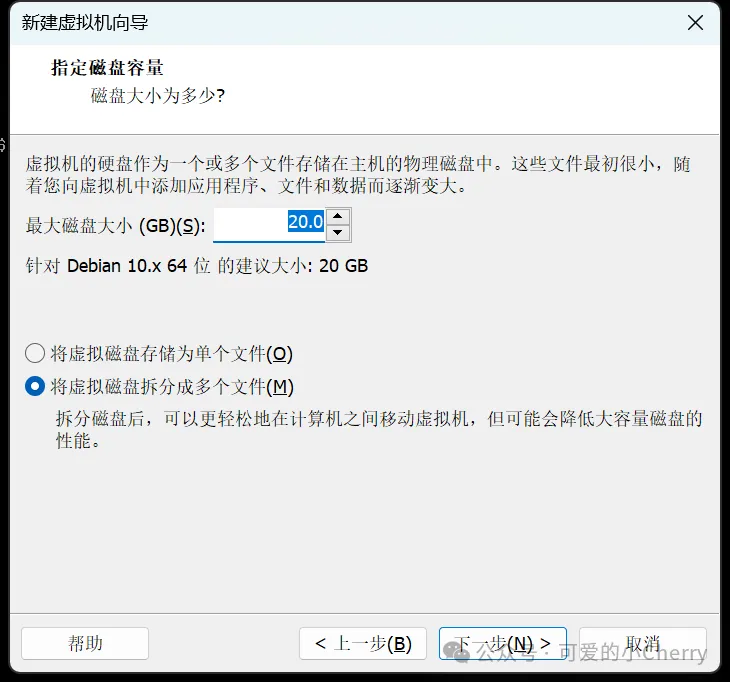 新建虚拟机向导
指定磁盘容量
磁盘大小为多少?
虚拟机的硬盘作为一个或多个文件存储在主机的物理磁盘中。这些文件最初很小，随
着您向虚拟机中添加应用程序、文件和数据而逐渐变大。
最大磁盘大小 (GB)(S): 20.0
针对 Debian 10.x 64 位 的建议大小: 20 GB
将虚拟磁盘存储为单个文件(O)
将虚拟磁盘拆分成多个文件(M)
拆分磁盘后，可以更轻松地在计算机之间移动虚拟机，但可能会降低大容量磁盘的
性能。
帮助 < 上一步(B) 下一步(N) > 取消
公众号 · 可爱的小Cherry